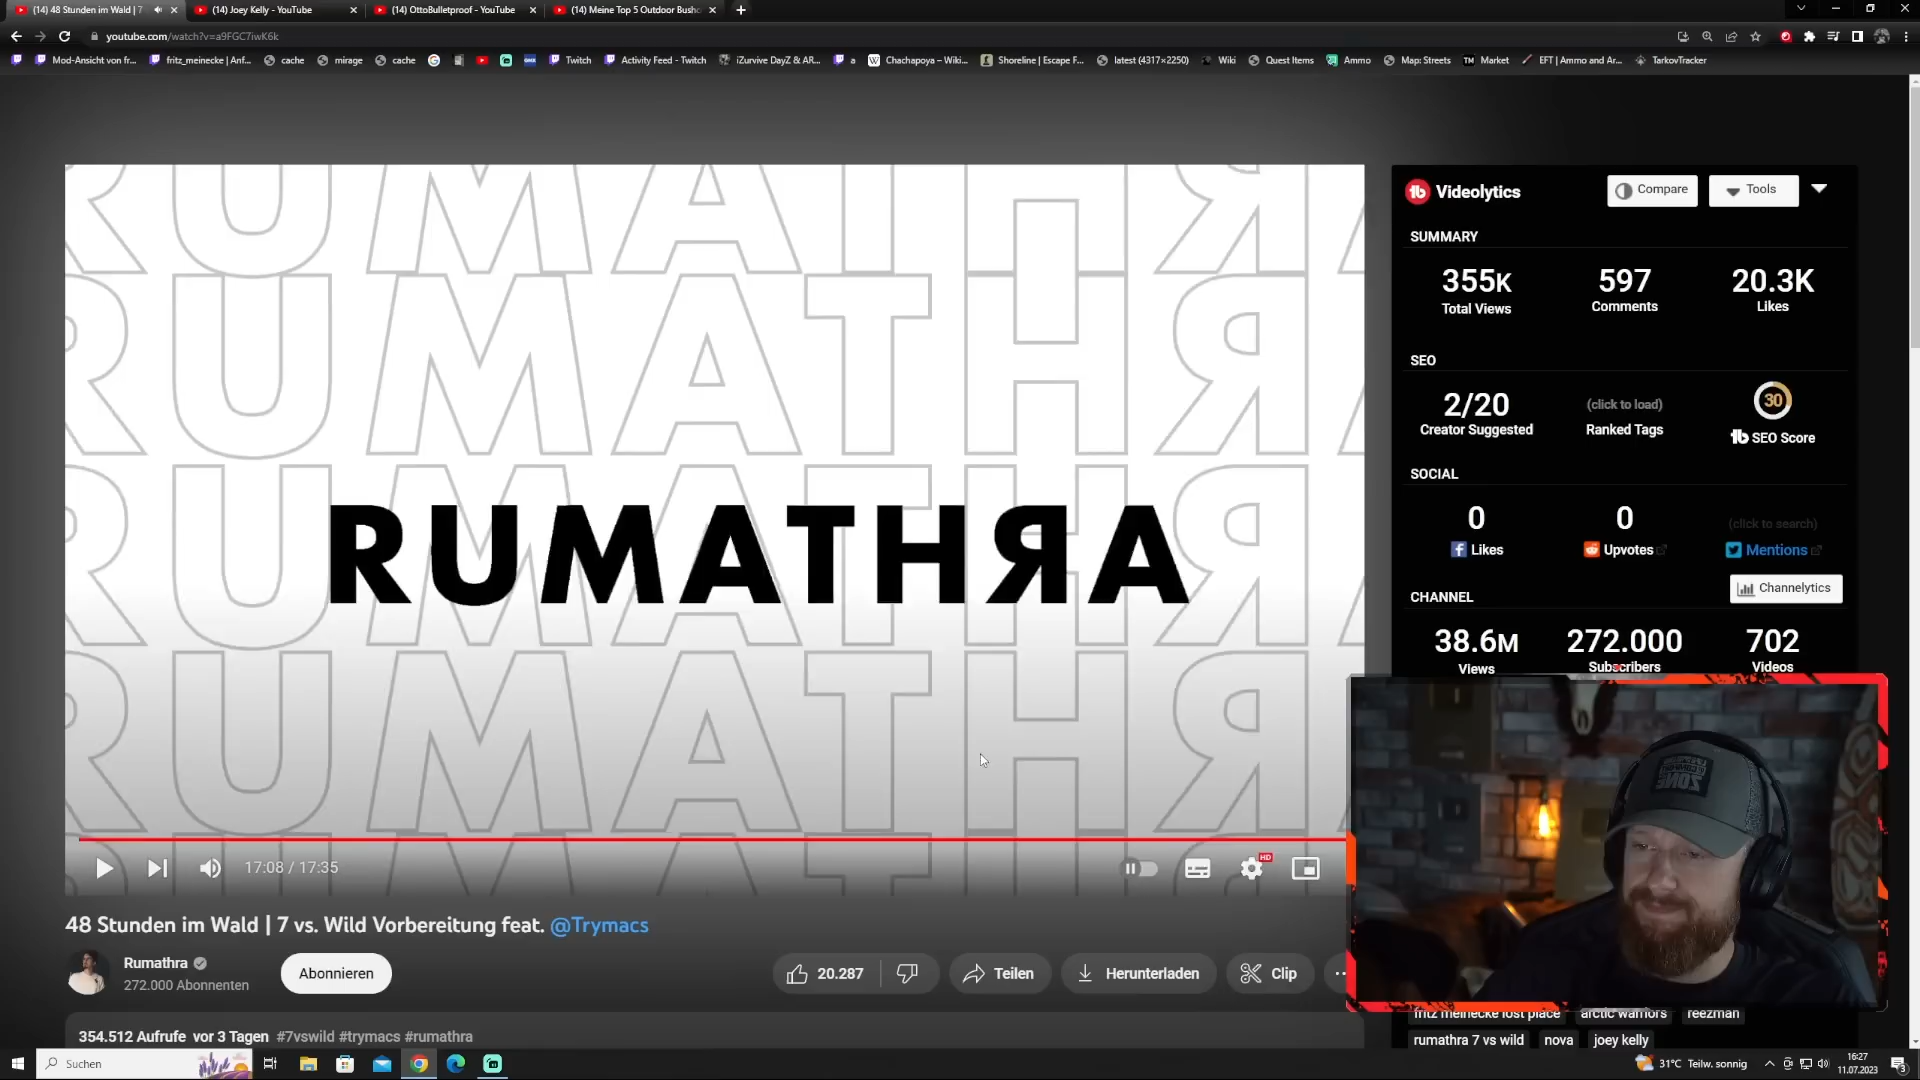 (14) 48 Stunden im Wald | 7
(14) Joey Kelly - YouTube
(14) OttoBulletproof - YouTube
(14) Meine Top 5 Outdoor Bushc
youtube.com/watch?v=a9FGC7iwK6k
Mod-Ansicht von fr...
fritz_meinecke | Anf...
cache
mirage
cache
Twitch
Activity Feed - Twitch
iZurvive DayZ & AR...
a
Chachapoya – Wiki...
Shoreline | Escape F...
latest (4317×2250)
Wiki
Quest Items
Ammo
Map: Streets
TM Market
EFT | Ammo and Ar...
TarkovTracker
RUMATHЯA
Videolytics
Compare
Tools
SUMMARY
355K 597 20.3K
Total Views Comments Likes
SEO
2/20 (click to load) 30
Creator Suggested Ranked Tags SEO Score
SOCIAL
0 0 (click to search)
Likes Upvotes Mentions
CHANNEL
Channelytics
38.6M 272.000 702
Views Subscribers Videos
17:08 / 17:35
HD
48 Stunden im Wald | 7 vs. Wild Vorbereitung feat. @Trymacs
Rumathra
272.000 Abonnenten
Abonnieren
20.287
Teilen
Herunterladen
Clip
354.512 Aufrufe vor 3 Tagen #7vswild #trymacs #rumathra
fritz meinecke lost place arctic warriors reezman
rumathra 7 vs wild nova joey kelly
Suchen
31°C Teilw. sonnig
16:27
11.07.2023
3